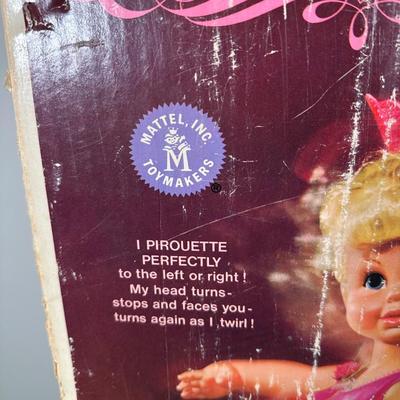 MATTEL, INC.
M
TOYMAKERS
®
I PIROUETTE
PERFECTLY
to the left or right!
My head turns-
stops and faces you-
turns again as I twirl!